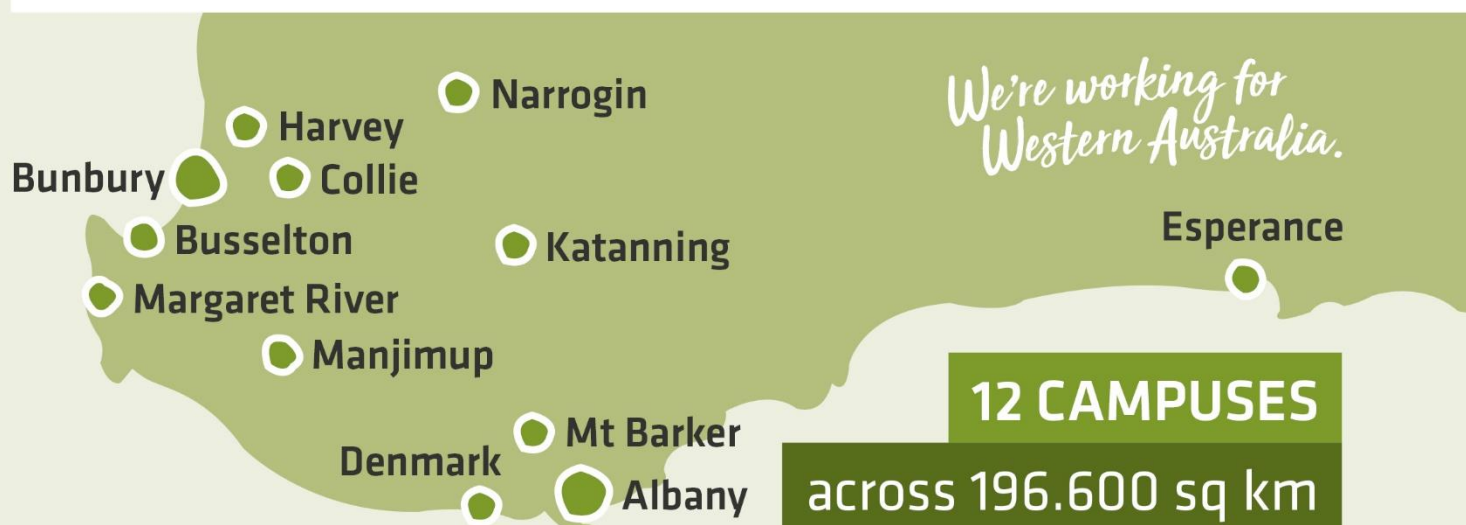 Narrogin
We're working for
Western Australia.
Harvey
Bunbury
Collie
Busselton
Katanning
Esperance
Margaret River
Manjimup
12 CAMPUSES
Mt Barker
Denmark
Albany
across 196.600 sq km